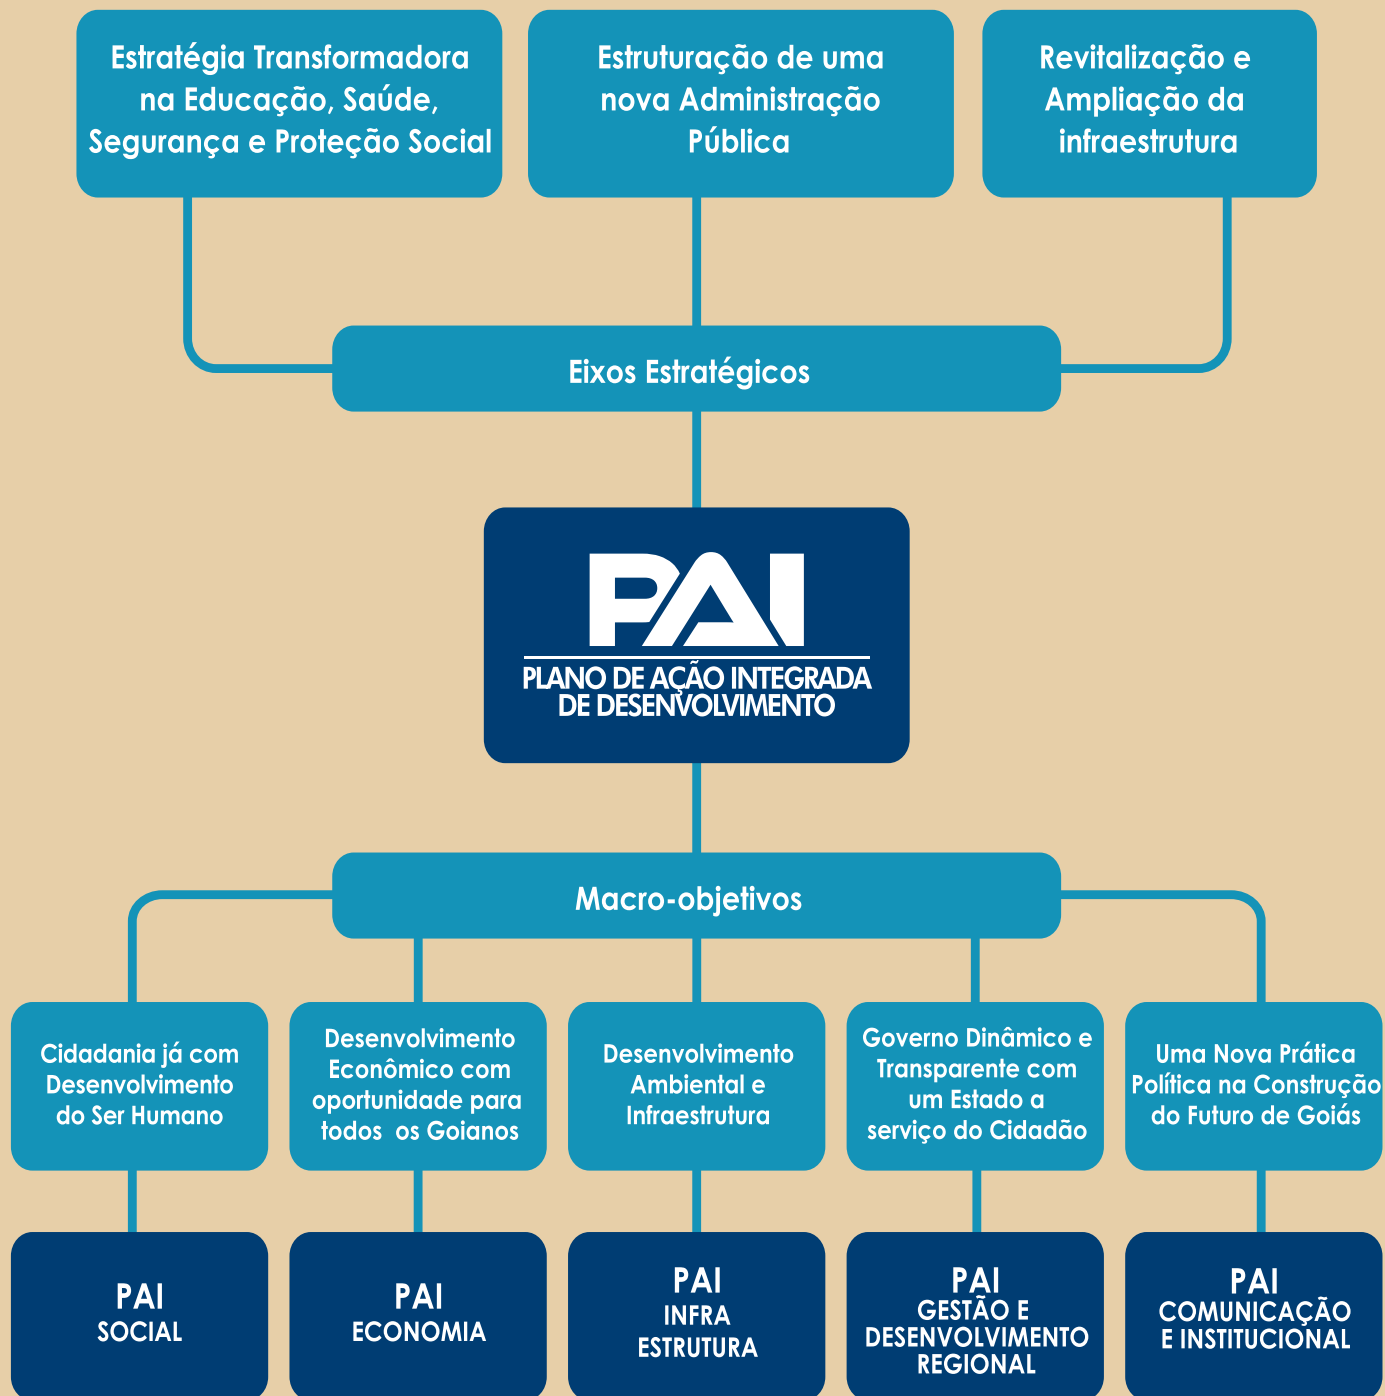 Estratégia Transformadora
na Educação, Saúde,
Segurança e Proteção Social
Estruturação de uma
nova Administração
Pública
Revitalização e
Ampliação da
infraestrutura
Eixos Estratégicos
PAI
PLANO DE AÇÃO INTEGRADA
DE DESENVOLVIMENTO
Macro-objetivos
Cidadania já com
Desenvolvimento
do Ser Humano
Desenvolvimento
Econômico com
oportunidade para
todos os Goianos
Desenvolvimento
Ambiental e
Infraestrutura
Governo Dinâmico e
Transparente com
um Estado a
serviço do Cidadão
Uma Nova Prática
Política na Construção
do Futuro de Goiás
PAI
SOCIAL
PAI
ECONOMIA
PAI
INFRA
ESTRUTURA
PAI
GESTÃO E
DESENVOLVIMENTO
REGIONAL
PAI
COMUNICAÇÃO
E INSTITUCIONAL